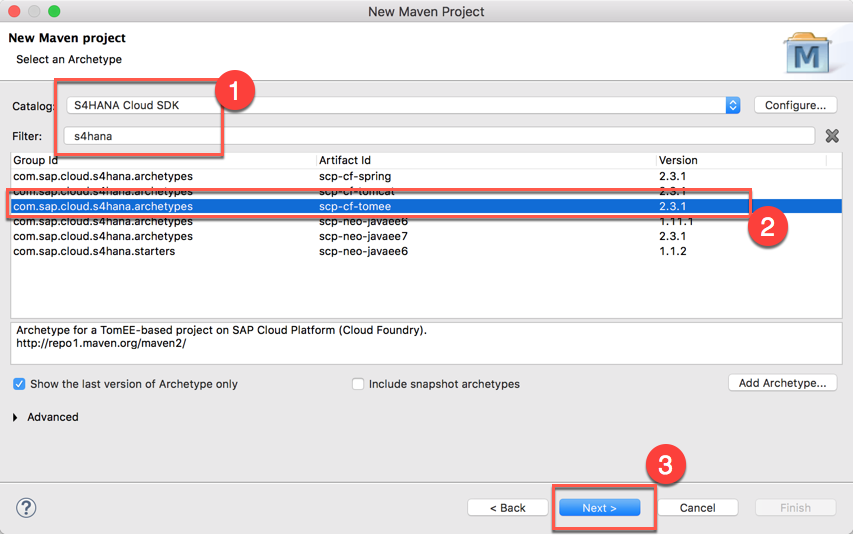 New Maven Project
New Maven project
Select an Archetype
M
1
Catalog: S4HANA Cloud SDK Configure...
Filter: s4hana
Group Id Artifact Id Version
com.sap.cloud.s4hana.archetypes scp-cf-spring 2.3.1
com.sap.cloud.s4hana.archetypes scp-cf-tomcat 2.3.1
com.sap.cloud.s4hana.archetypes scp-cf-tomee 2.3.1
2
com.sap.cloud.s4hana.archetypes scp-neo-javaee6 1.11.1
com.sap.cloud.s4hana.archetypes scp-neo-javaee7 2.3.1
com.sap.cloud.s4hana.starters scp-neo-javaee6 1.1.2
Archetype for a TomEE-based project on SAP Cloud Platform (Cloud Foundry).
http://repo1.maven.org/maven2/
Show the last version of Archetype only Include snapshot archetypes Add Archetype...
Advanced
3
? < Back Next > Cancel Finish